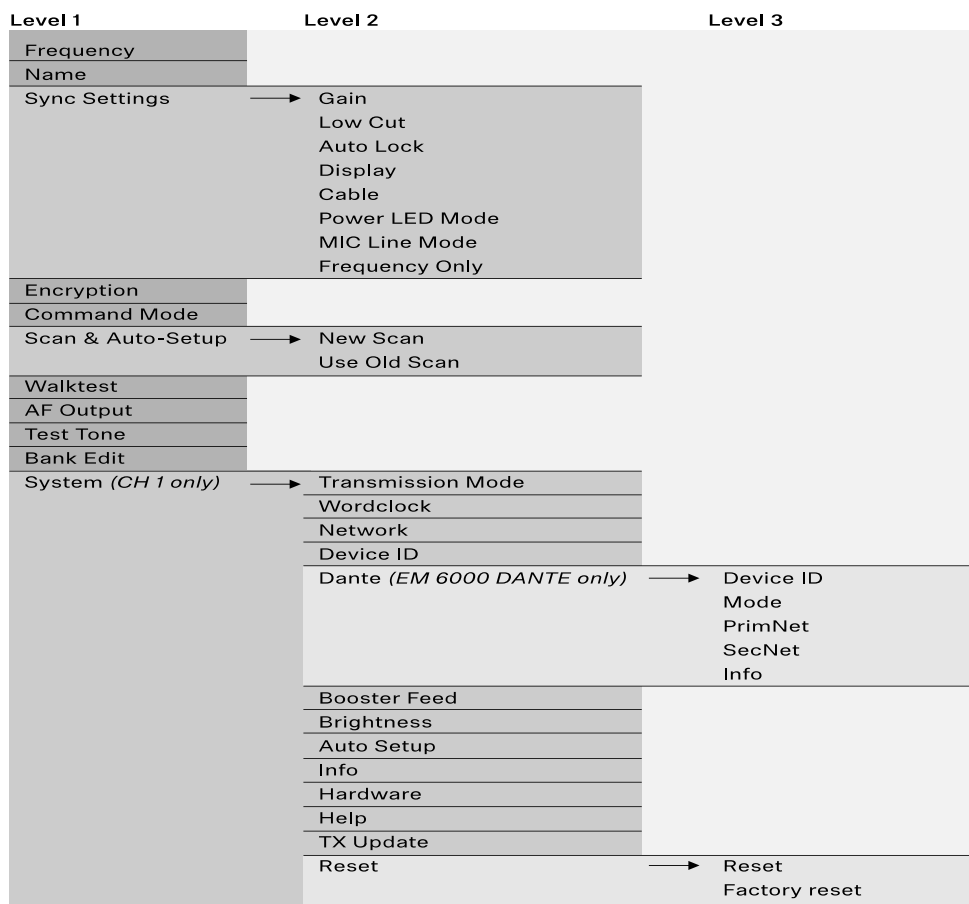 Level 1 Level 2 Level 3
Frequency
Name
Sync Settings Gain
Low Cut
Auto Lock
Display
Cable
Power LED Mode
MIC Line Mode
Frequency Only
Encryption
Command Mode
Scan & Auto-Setup New Scan
Use Old Scan
Walktest
AF Output
Test Tone
Bank Edit
System (CH 1 only) Transmission Mode
Wordclock
Network
Device ID
Dante (EM 6000 DANTE only) Device ID
Mode
PrimNet
SecNet
Info
Booster Feed
Brightness
Auto Setup
Info
Hardware
Help
TX Update
Reset Reset
Factory reset